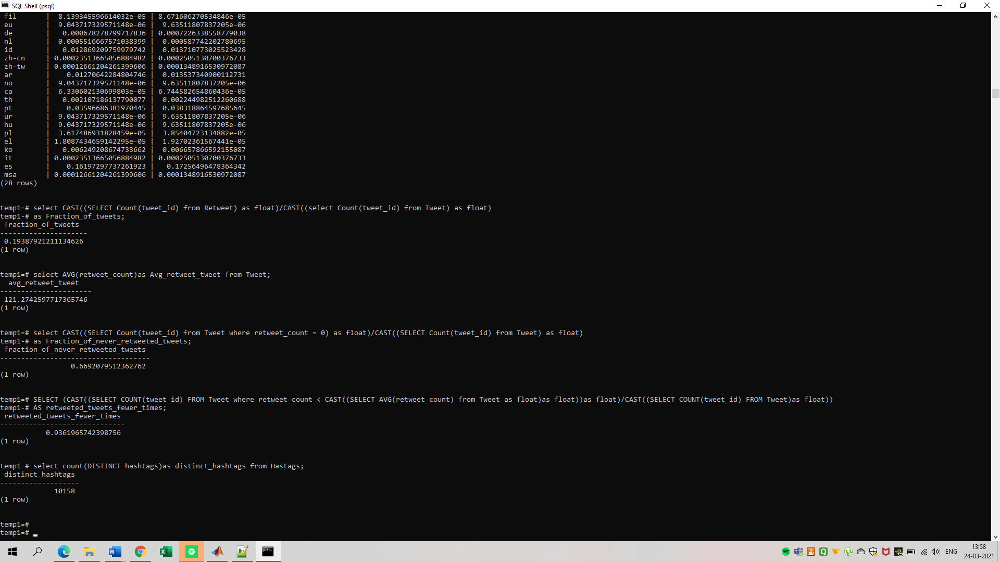 SQL Shell (psql)
fil | 8.139345596614032e-05 | 8.671606270534846e-05
eu | 9.043717329571148e-06 | 9.63511807837205e-06
de | 0.000678278799717836 | 0.0007226338558779038
nl | 0.0005516667571038399 | 0.000587742202780695
id | 0.012869209759979742 | 0.013710773025523428
zh-cn | 0.00023513665056884982 | 0.0002505130700376733
zh-tw | 0.00012661204261399606 | 0.0001348916530972087
ar | 0.01270642284804746 | 0.013537340900112731
no | 9.043717329571148e-06 | 9.63511807837205e-06
ca | 6.330602130699803e-05 | 6.744582654860436e-05
th | 0.002107186137790077 | 0.002244982512260688
pt | 0.03596686381970445 | 0.038318864597685645
ur | 9.043717329571148e-06 | 9.63511807837205e-06
hu | 9.043717329571148e-06 | 9.63511807837205e-06
pl | 3.617486931828459e-05 | 3.85404723134882e-05
el | 1.8087434659142295e-05 | 1.92702361567441e-05
ko | 0.006249208674733662 | 0.006657866592155087
it | 0.00023513665056884982 | 0.0002505130700376733
es | 0.16197297737261923 | 0.17256496478364342
msa | 0.00012661204261399606 | 0.0001348916530972087
(28 rows)
temp1=# select CAST((SELECT Count(tweet_id) from Retweet) as float)/CAST((select Count(tweet_id) from Tweet) as float)
temp1-# as Fraction_of_tweets;
fraction_of_tweets
---------------------
0.19387921211134626
(1 row)
temp1=# select AVG(retweet_count)as Avg_retweet_tweet from Tweet;
avg_retweet_tweet
----------------------
121.2742597717365746
(1 row)
temp1=# select CAST((SELECT Count(tweet_id) from Tweet where retweet_count = 0) as float)/CAST((SELECT Count(tweet_id) from Tweet) as float)
temp1-# as Fraction_of_never_retweeted_tweets;
fraction_of_never_retweeted_tweets
------------------------------------
0.6692079512362762
(1 row)
temp1=# SELECT (CAST((SELECT COUNT(tweet_id) FROM Tweet where retweet_count < CAST((SELECT AVG(retweet_count) from Tweet as float)as float))as float)/CAST((SELECT COUNT(tweet_id) FROM Tweet)as float))
temp1-# AS retweeted_tweets_fewer_times;
retweeted_tweets_fewer_times
------------------------------
0.9361965742398756
(1 row)
temp1=# select count(DISTINCT hashtags)as distinct_hashtags from Hastags;
distinct_hashtags
-------------------
10158
(1 row)
temp1=#
temp1=#
ENG
13:58
24-03-2021